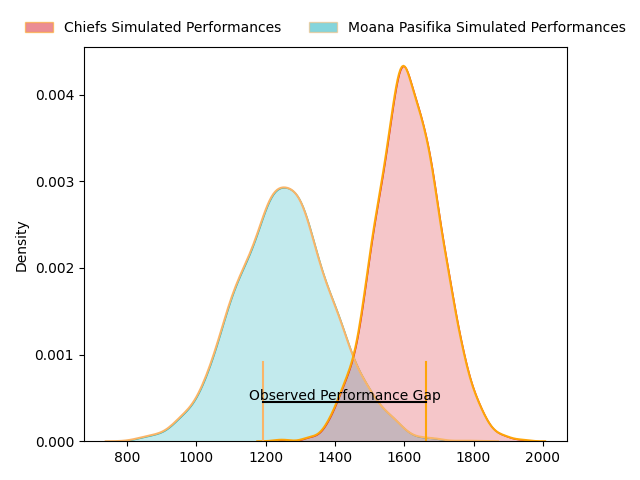 Chiefs Simulated Performances Moana Pasifika Simulated Performances
0.004
0.003
0.002
0.001
0.000
Density
Observed Performance Gap
800 1000 1200 1400 1600 1800 2000